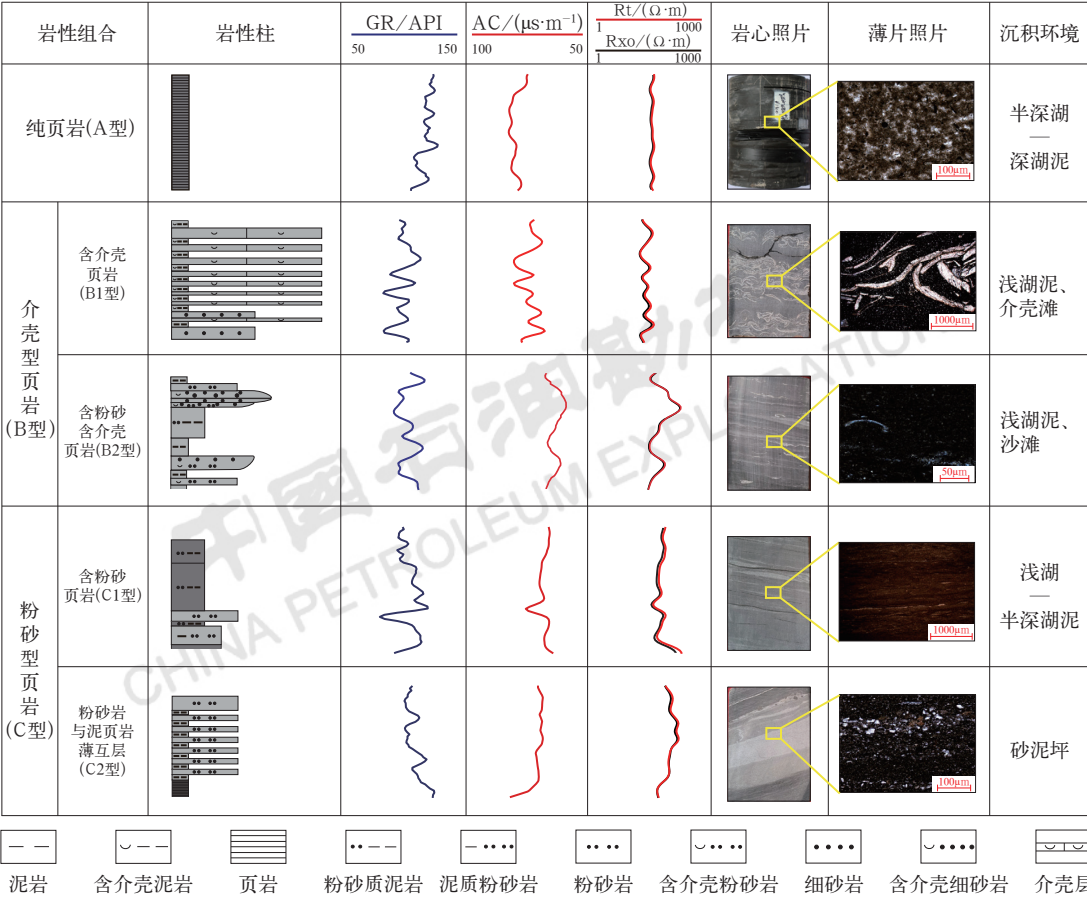 岩性组合 岩性柱 GR/API AC/(μs·m⁻¹) Rt/(Ω·m) 岩心照片 薄片照片 沉积环境
50 150 100 50 1 1000
Rxo/(Ω·m)
1 1000
纯页岩(A型)
100μm
半深湖
—
深湖泥
介壳型页岩(B型)
含介壳
页岩
(B1型)
1000μm
浅湖泥、
介壳滩
含粉砂
含介壳
页岩(B2型)
50μm
浅湖泥、
沙滩
粉砂型页岩(C型)
含粉砂
页岩(C1型)
1000μm
浅湖
—
半深湖泥
粉砂岩
与泥页岩
薄互层
(C2型)
100μm
砂泥坪
中国石油勘探
CHINA PETROLEUM EXPLORATION
泥岩 含介壳泥岩 页岩 粉砂质泥岩 泥质粉砂岩 粉砂岩 含介壳粉砂岩 细砂岩 含介壳细砂岩 介壳层